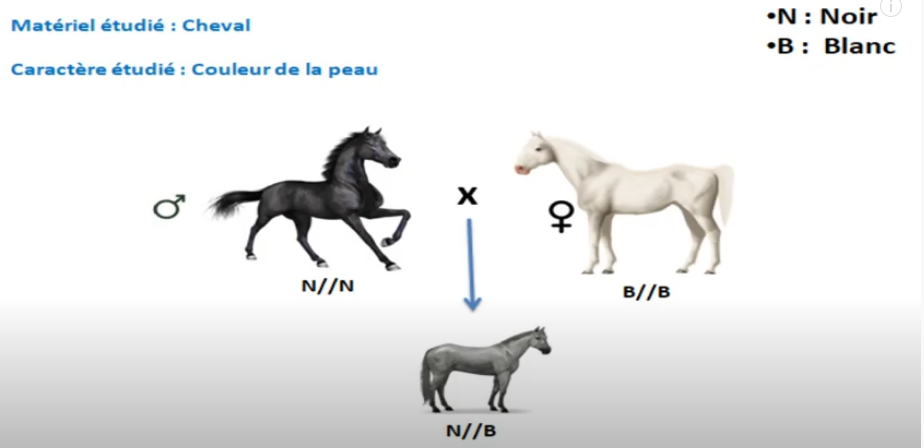 Matériel étudié : Cheval
•N : Noir
•B : Blanc
Caractère étudié : Couleur de la peau
♂
X
♀
N//N
B//B
N//B